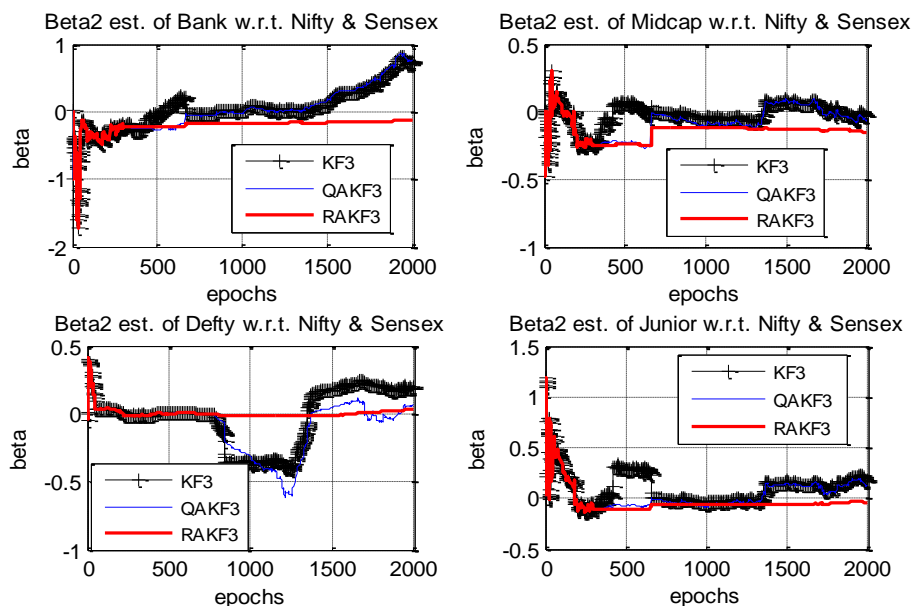 Beta2 est. of Bank w.r.t. Nifty & Sensex
1
0
-1
-2
beta
KF3
QAKF3
RAKF3
0 500 1000 1500 2000
epochs
Beta2 est. of Midcap w.r.t. Nifty & Sensex
0.5
0
-0.5
-1
beta
KF3
QAKF3
RAKF3
0 500 1000 1500 2000
epochs
Beta2 est. of Defty w.r.t. Nifty & Sensex
0.5
0
-0.5
-1
beta
KF3
QAKF3
RAKF3
0 500 1000 1500 2000
epochs
Beta2 est. of Junior w.r.t. Nifty & Sensex
1.5
1
0.5
0
-0.5
beta
KF3
QAKF3
RAKF3
0 500 1000 1500 2000
epochs